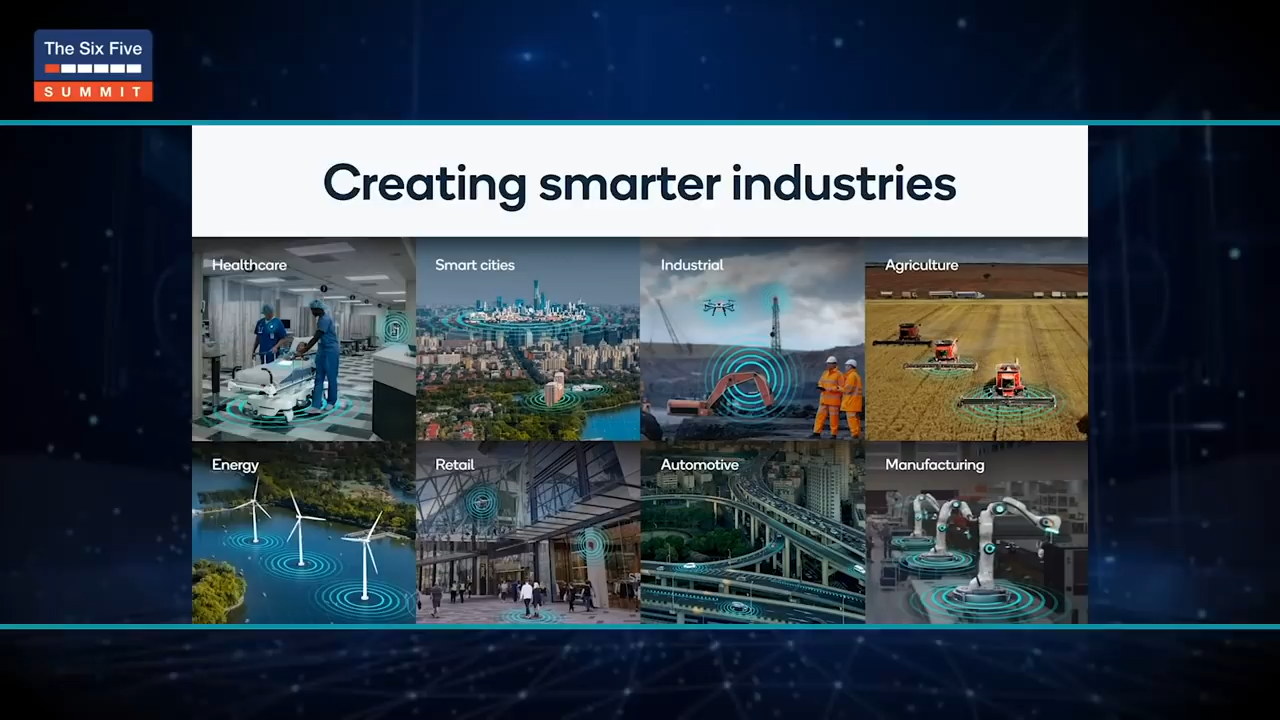 The Six Five
SUMMIT
Creating smarter industries
Healthcare
Smart cities
Industrial
Agriculture
Energy
Retail
Automotive
Manufacturing